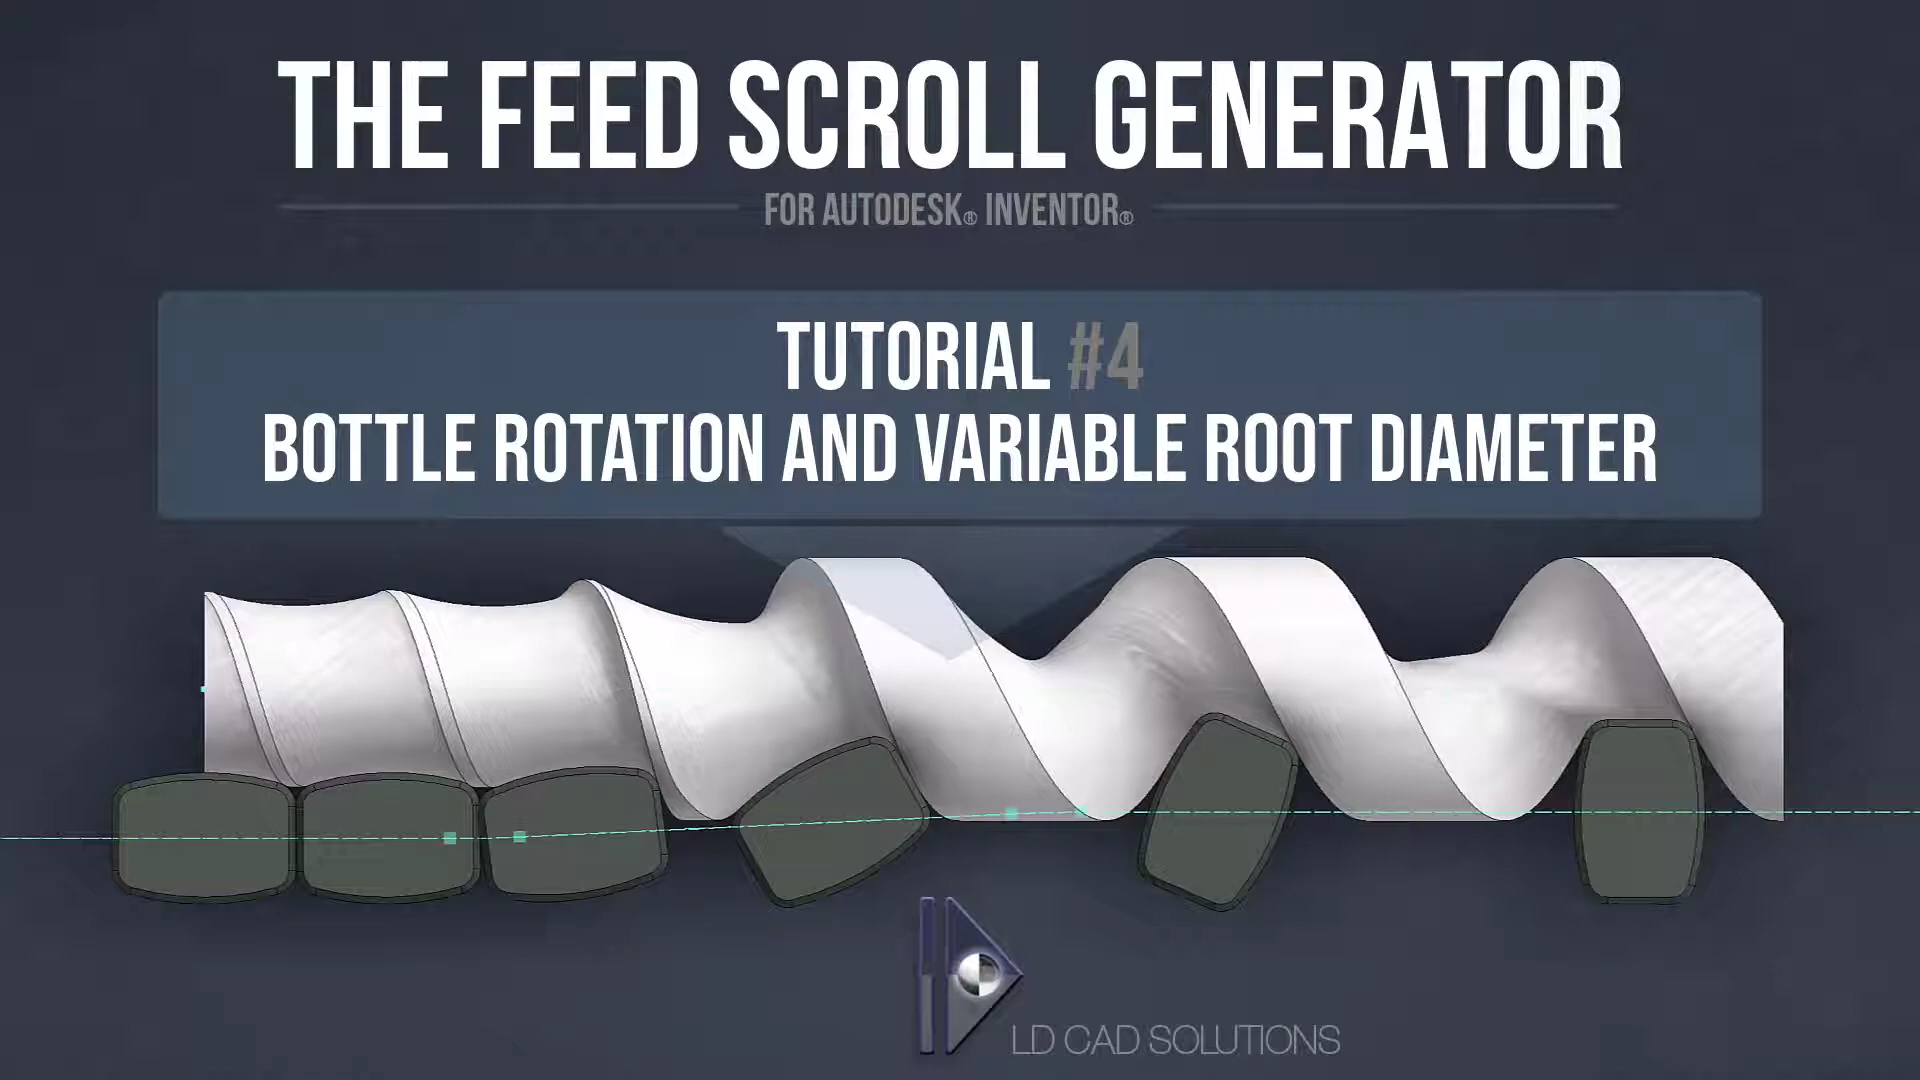 THE FEED SCROLL GENERATOR
FOR AUTODESK® INVENTOR®
TUTORIAL #4
BOTTLE ROTATION AND VARIABLE ROOT DIAMETER
LD CAD SOLUTIONS